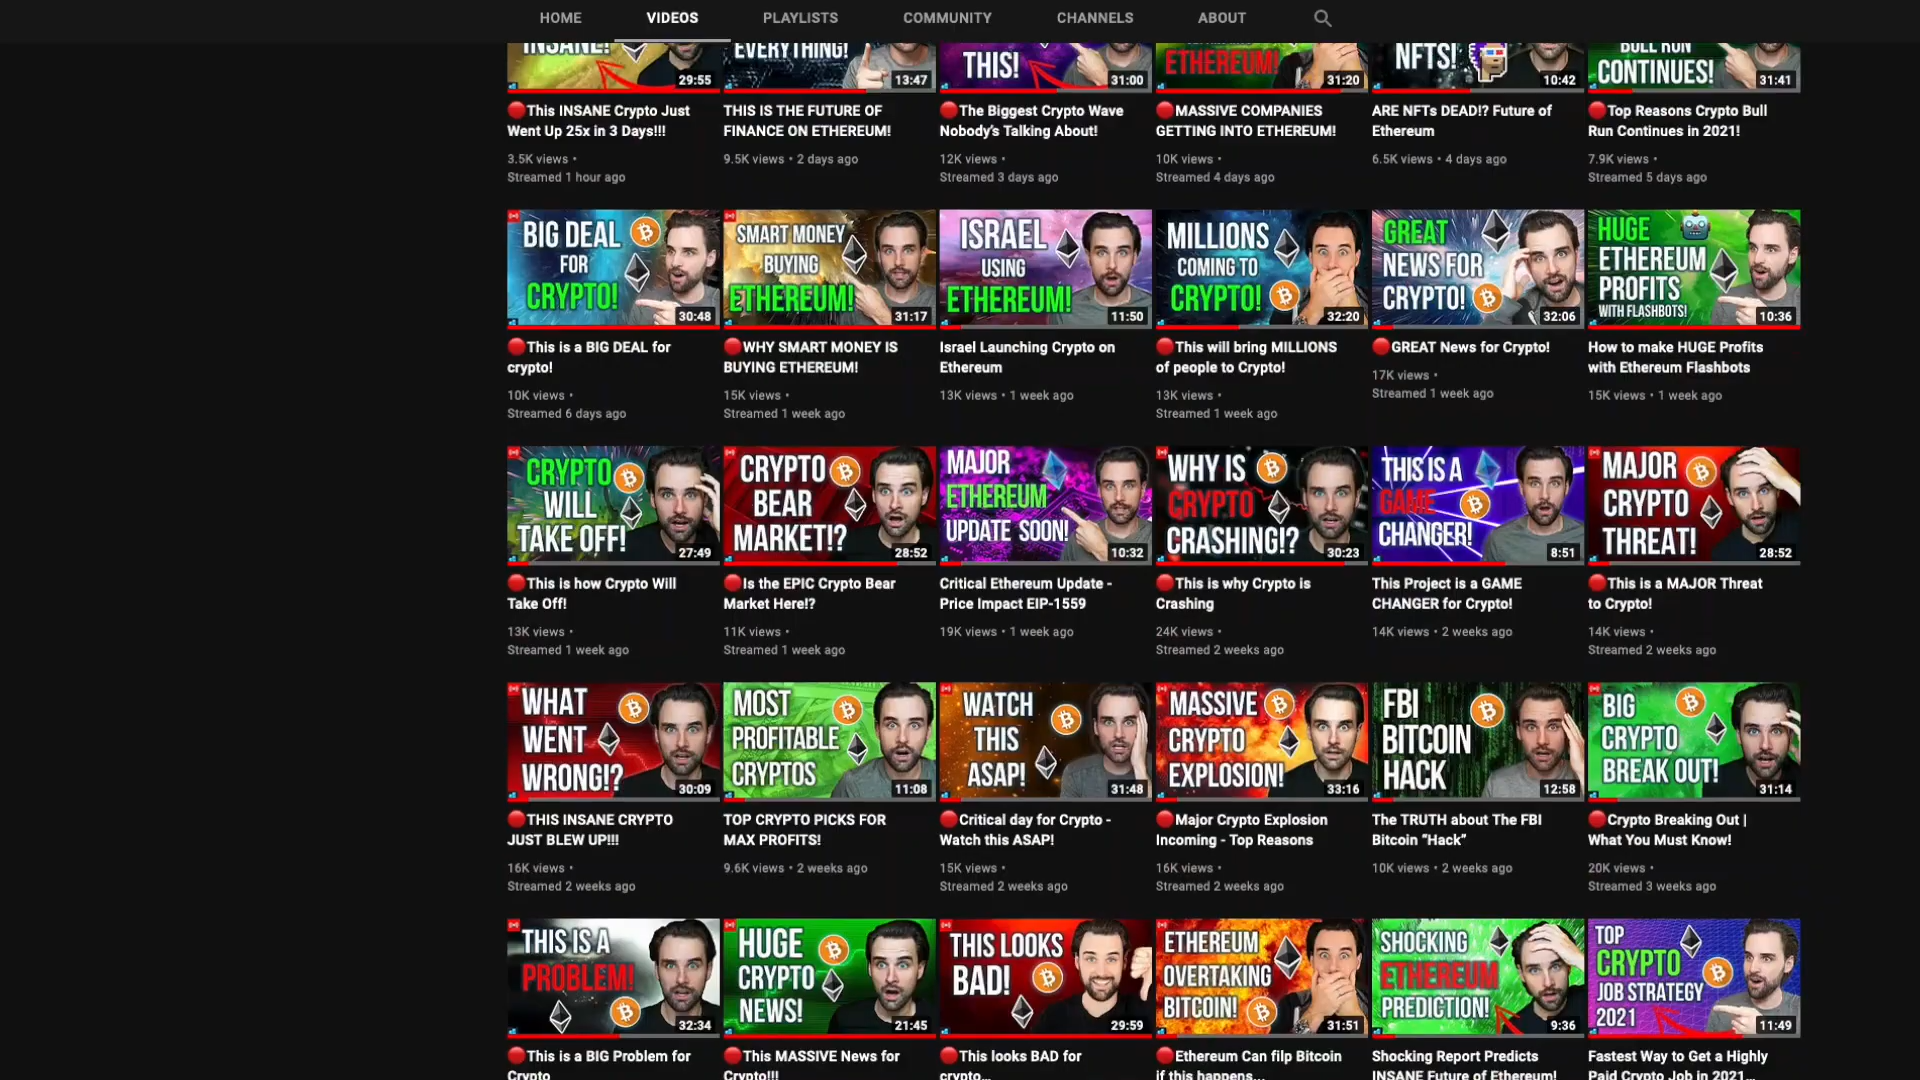 HOME VIDEOS PLAYLISTS COMMUNITY CHANNELS ABOUT
INSANE! EVERYTHING! THIS! ETHEREUM! NFTS! BULL RUN
CONTINUES!
29:55 13:47 31:00 31:20 10:42 31:41
This INSANE Crypto Just
Went Up 25x in 3 Days!!!
3.5K views •
Streamed 1 hour ago
THIS IS THE FUTURE OF
FINANCE ON ETHEREUM!
9.5K views • 2 days ago
The Biggest Crypto Wave
Nobody’s Talking About!
12K views •
Streamed 3 days ago
MASSIVE COMPANIES
GETTING INTO ETHEREUM!
10K views •
Streamed 4 days ago
ARE NFTs DEAD!? Future of
Ethereum
6.5K views • 4 days ago
Top Reasons Crypto Bull
Run Continues in 2021!
7.9K views •
Streamed 5 days ago
BIG DEAL
FOR
CRYPTO!
30:48
This is a BIG DEAL for
crypto!
10K views •
Streamed 6 days ago
SMART MONEY
BUYING
ETHEREUM!
31:17
WHY SMART MONEY IS
BUYING ETHEREUM!
15K views •
Streamed 1 week ago
ISRAEL
USING
ETHEREUM!
11:50
Israel Launching Crypto on
Ethereum
13K views • 1 week ago
MILLIONS
COMING TO
CRYPTO!
32:20
This will bring MILLIONS
of people to Crypto!
13K views •
Streamed 1 week ago
GREAT
NEWS FOR
CRYPTO!
32:06
GREAT News for Crypto!
17K views •
Streamed 1 week ago
HUGE
ETHEREUM
PROFITS
WITH FLASHBOTS!
10:36
How to make HUGE Profits
with Ethereum Flashbots
15K views • 1 week ago
CRYPTO
WILL
TAKE OFF!
27:49
This is how Crypto Will
Take Off!
13K views •
Streamed 1 week ago
CRYPTO
BEAR
MARKET!?
28:52
Is the EPIC Crypto Bear
Market Here!?
11K views •
Streamed 1 week ago
MAJOR
ETHEREUM
UPDATE SOON!
10:32
Critical Ethereum Update -
Price Impact EIP-1559
19K views • 1 week ago
WHY IS
CRYPTO
CRASHING!?
30:23
This is why Crypto is
Crashing
24K views •
Streamed 2 weeks ago
THIS IS A
GAME
CHANGER!
8:51
This Project is a GAME
CHANGER for Crypto!
14K views • 2 weeks ago
MAJOR
CRYPTO
THREAT!
28:52
This is a MAJOR Threat
to Crypto!
14K views •
Streamed 2 weeks ago
WHAT
WENT
WRONG!?
30:09
THIS INSANE CRYPTO
JUST BLEW UP!!!
16K views •
Streamed 2 weeks ago
MOST
PROFITABLE
CRYPTOS
11:08
TOP CRYPTO PICKS FOR
MAX PROFITS!
9.6K views • 2 weeks ago
WATCH
THIS
ASAP!
31:48
Critical day for Crypto -
Watch this ASAP!
15K views •
Streamed 2 weeks ago
MASSIVE
CRYPTO
EXPLOSION!
33:16
Major Crypto Explosion
Incoming - Top Reasons
16K views •
Streamed 2 weeks ago
FBI
BITCOIN
HACK
12:58
The TRUTH about The FBI
Bitcoin “Hack”
10K views • 2 weeks ago
BIG
CRYPTO
BREAK OUT!
31:14
Crypto Breaking Out |
What You Must Know!
20K views •
Streamed 3 weeks ago
THIS IS A
PROBLEM!
32:34
This is a BIG Problem for
Crypto
HUGE
CRYPTO
NEWS!
21:45
This MASSIVE News for
Crypto!!!
THIS LOOKS
BAD!
29:59
This looks BAD for
crypto...
ETHEREUM
OVERTAKING
BITCOIN!
31:51
Ethereum Can filp Bitcoin
if this happens...
SHOCKING
ETHEREUM
PREDICTION!
9:36
Shocking Report Predicts
INSANE Future of Ethereum!
TOP
CRYPTO
JOB STRATEGY
2021
11:49
Fastest Way to Get a Highly
Paid Crypto Job in 2021...